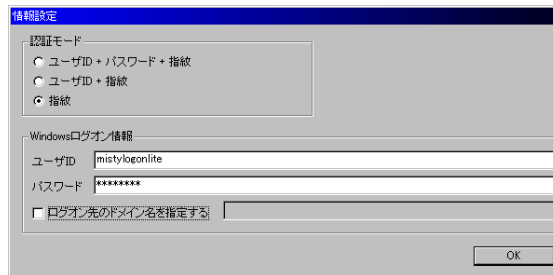 情報設定
認証モード
ユーザID + パスワード + 指紋
ユーザID + 指紋
指紋
Windowsログオン情報
ユーザID mistylogonlite
パスワード ********
ログオン先のドメイン名を指定する
OK